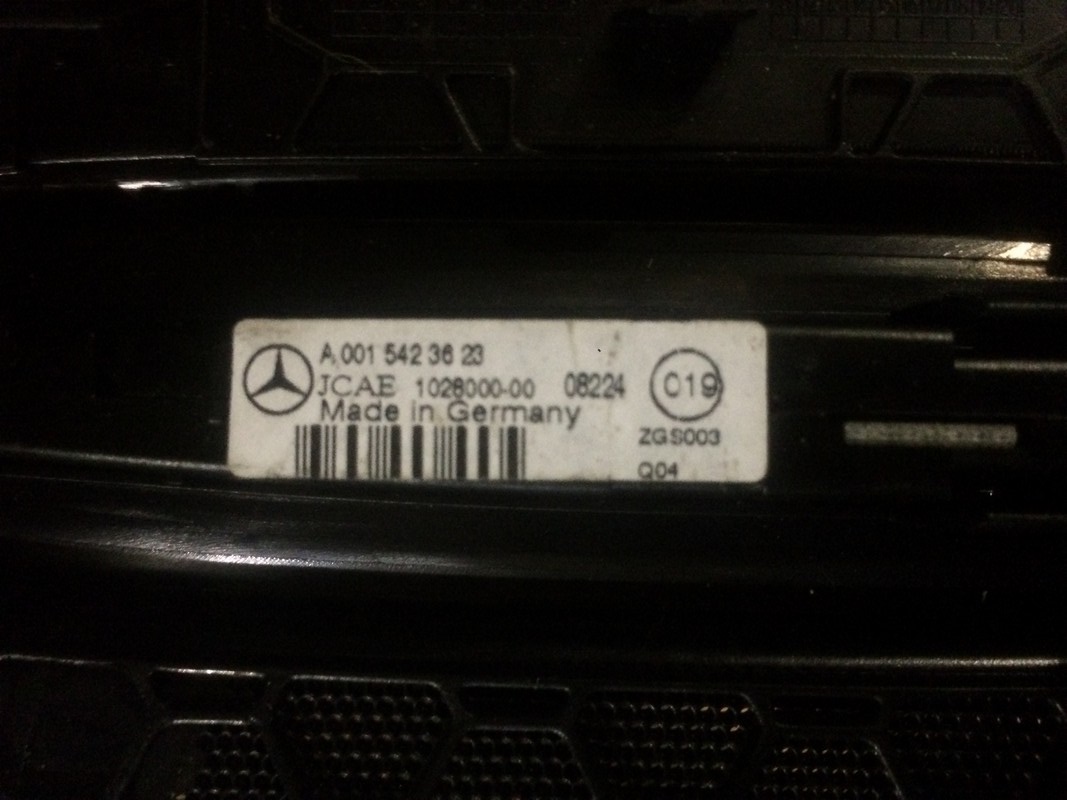 A 001 542 36 23
JCAE 1028000-00 08224 019
Made in Germany
ZGS003
Q04